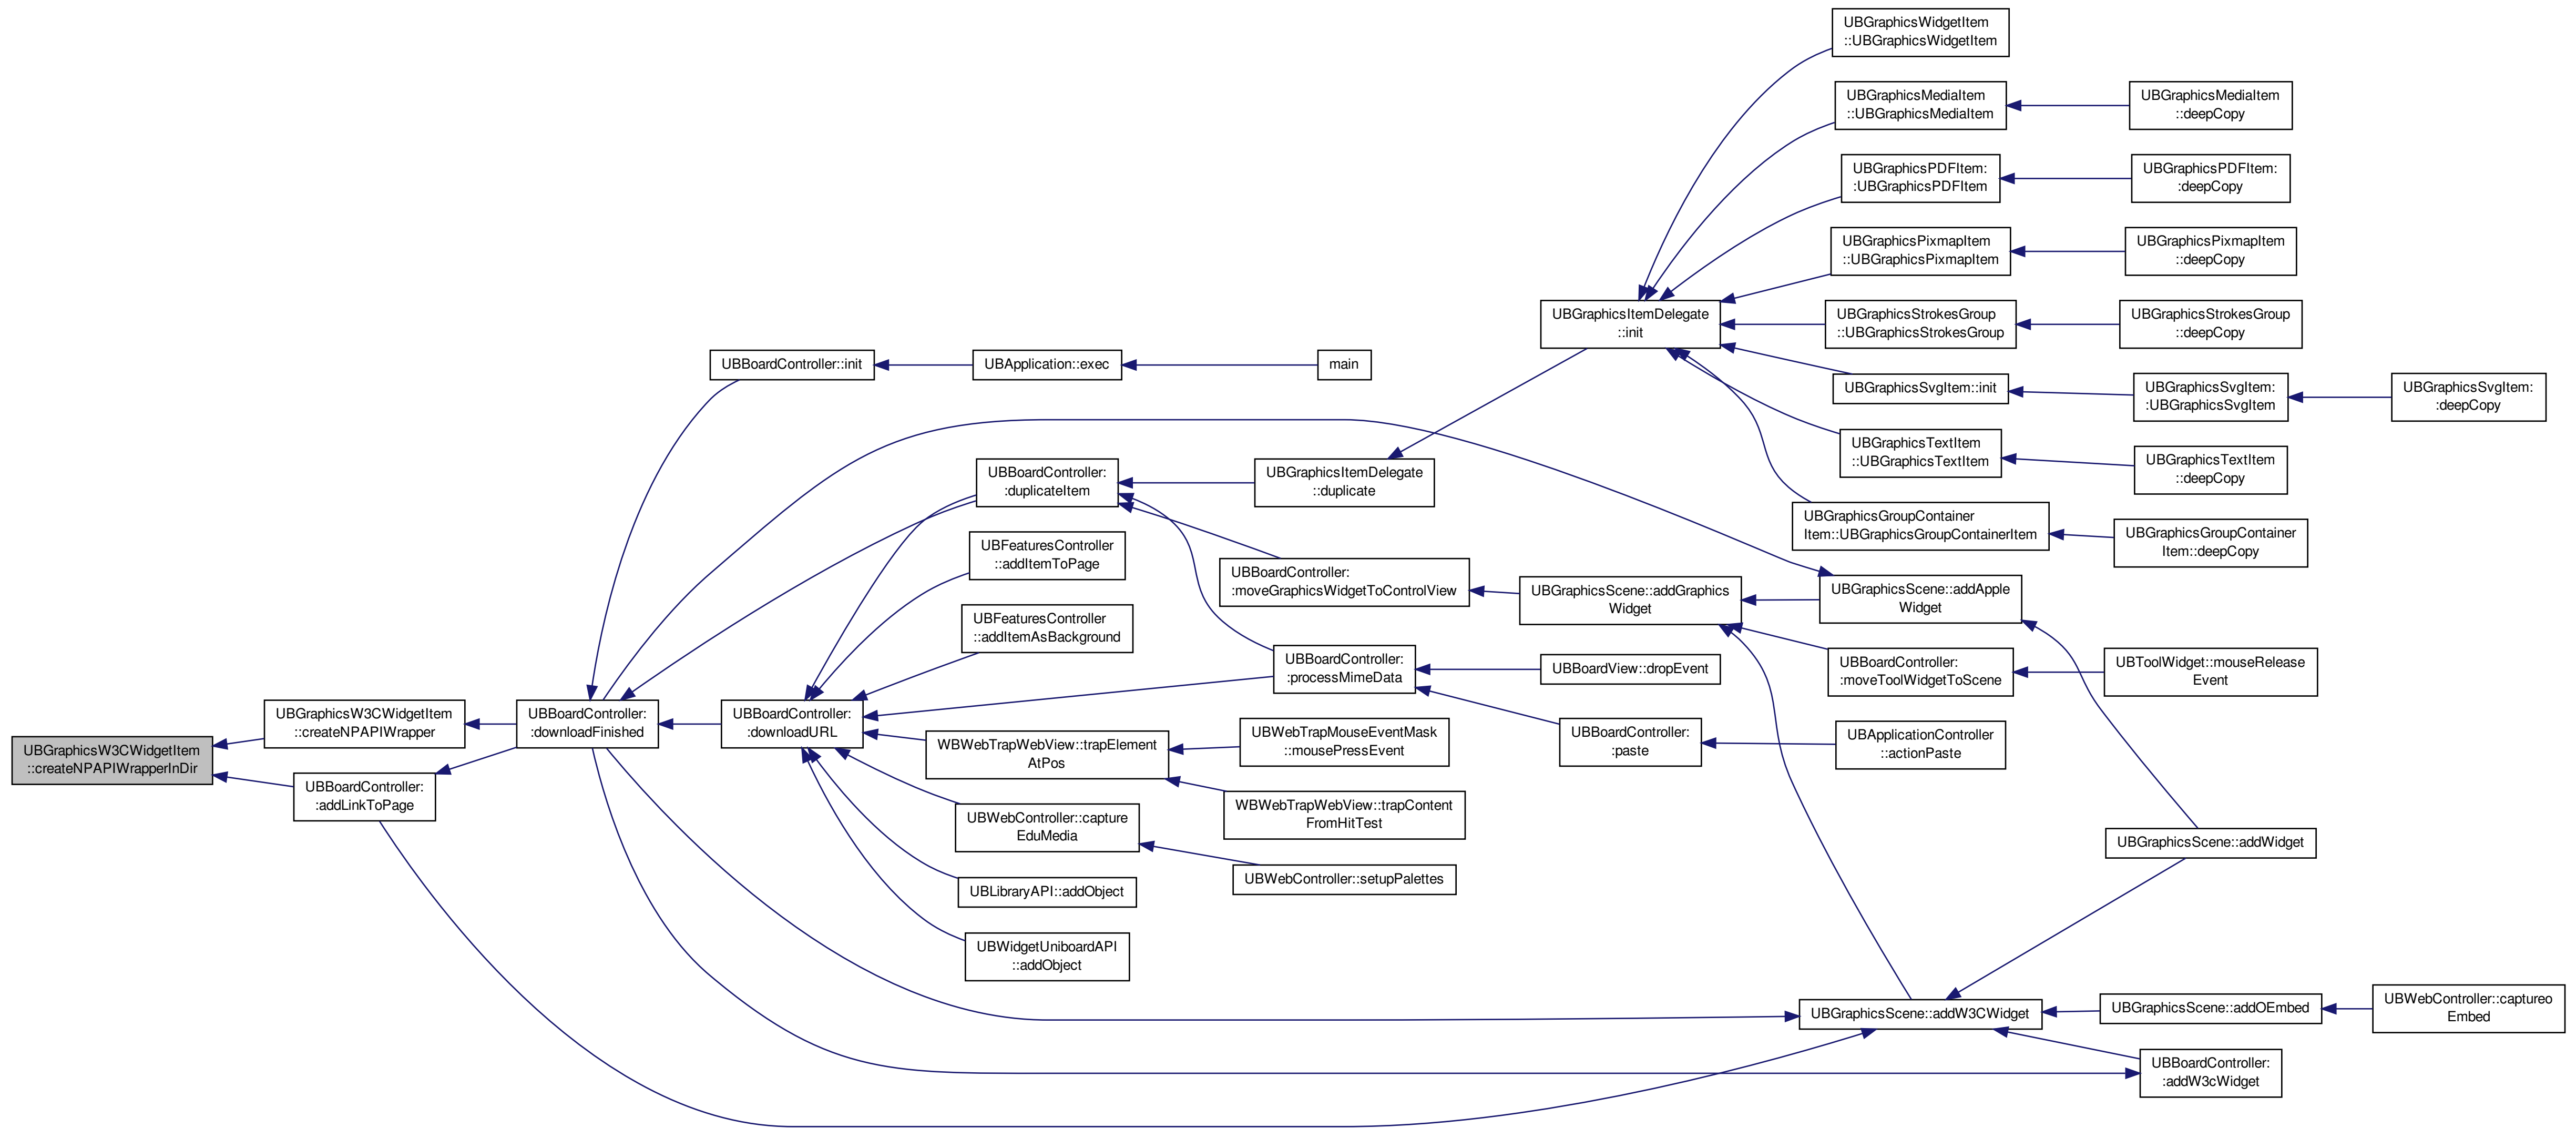 UBGraphicsW3CWidgetItem
::createNPAPIWrapperInDir
UBGraphicsW3CWidgetItem
::createNPAPIWrapper
UBBoardController:
:addLinkToPage
UBBoardController:
:downloadFinished
UBBoardController::init
UBApplication::exec
main
UBBoardController:
:downloadURL
UBBoardController:
:duplicateItem
UBFeaturesController
::addItemToPage
UBFeaturesController
::addItemAsBackground
WBWebTrapWebView::trapElement
AtPos
UBWebController::capture
EduMedia
UBLibraryAPI::addObject
UBWidgetUniboardAPI
::addObject
UBGraphicsItemDelegate
::duplicate
UBBoardController:
:moveGraphicsWidgetToControlView
UBBoardController:
:processMimeData
UBWebTrapMouseEventMask
::mousePressEvent
WBWebTrapWebView::trapContent
FromHitTest
UBWebController::setupPalettes
UBGraphicsItemDelegate
::init
UBGraphicsScene::addGraphics
Widget
UBBoardView::dropEvent
UBBoardController:
:paste
UBGraphicsWidgetItem
::UBGraphicsWidgetItem
UBGraphicsMediaItem
::UBGraphicsMediaItem
UBGraphicsPDFItem:
:UBGraphicsPDFItem
UBGraphicsPixmapItem
::UBGraphicsPixmapItem
UBGraphicsStrokesGroup
::UBGraphicsStrokesGroup
UBGraphicsSvgItem::init
UBGraphicsTextItem
::UBGraphicsTextItem
UBGraphicsGroupContainer
Item::UBGraphicsGroupContainerItem
UBGraphicsScene::addApple
Widget
UBBoardController:
:moveToolWidgetToScene
UBApplicationController
::actionPaste
UBGraphicsScene::addW3CWidget
UBGraphicsMediaItem
::deepCopy
UBGraphicsPDFItem:
:deepCopy
UBGraphicsPixmapItem
::deepCopy
UBGraphicsStrokesGroup
::deepCopy
UBGraphicsSvgItem:
:UBGraphicsSvgItem
UBGraphicsTextItem
::deepCopy
UBGraphicsGroupContainer
Item::deepCopy
UBToolWidget::mouseRelease
Event
UBGraphicsScene::addWidget
UBGraphicsScene::addOEmbed
UBBoardController:
:addW3cWidget
UBGraphicsSvgItem:
:deepCopy
UBWebController::captureo
Embed